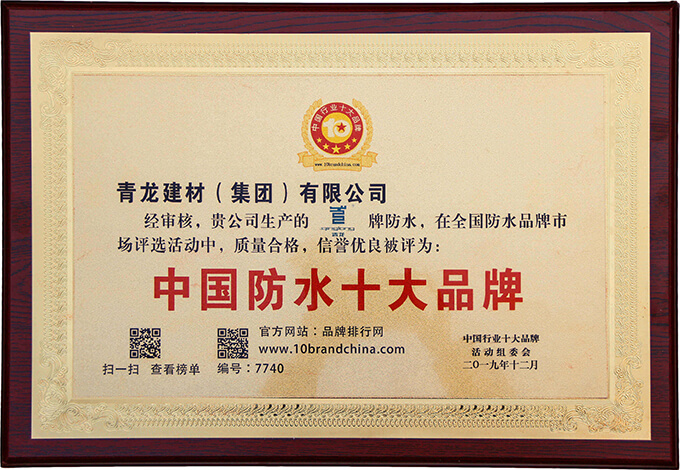 中国行业十大品牌
10
www.10brandchina.com
青龙建材（集团）有限公司
经审核，贵公司生产的 青龙 牌防水，在全国防水品牌市
场评选活动中，质量合格，信誉优良被评为：
中国防水十大品牌
官方网站：品牌排行网
www.10brandchina.com
扫一扫 查看榜单 编号：7740
中国行业十大品牌
活动组委会
二〇一九年十二月